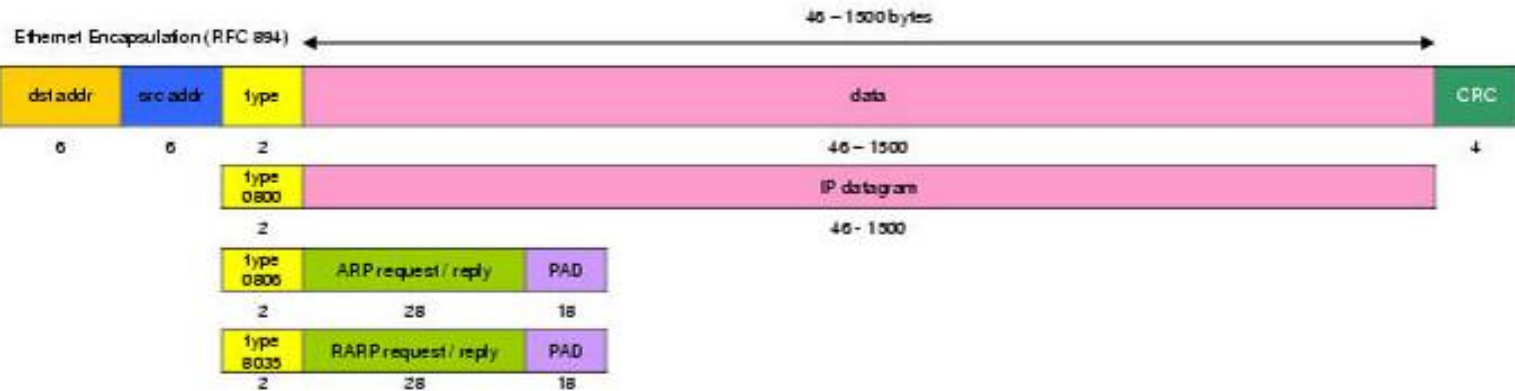 46 – 1500 bytes
Ethernet Encapsulation (RFC 894)
dst addr src addr type data CRC
6 6 2 46 – 1500 4
type 0800 IP datagram
2 46 - 1500
type 0806 ARP request / reply PAD
2 28 18
type 8035 RARP request / reply PAD
2 28 18